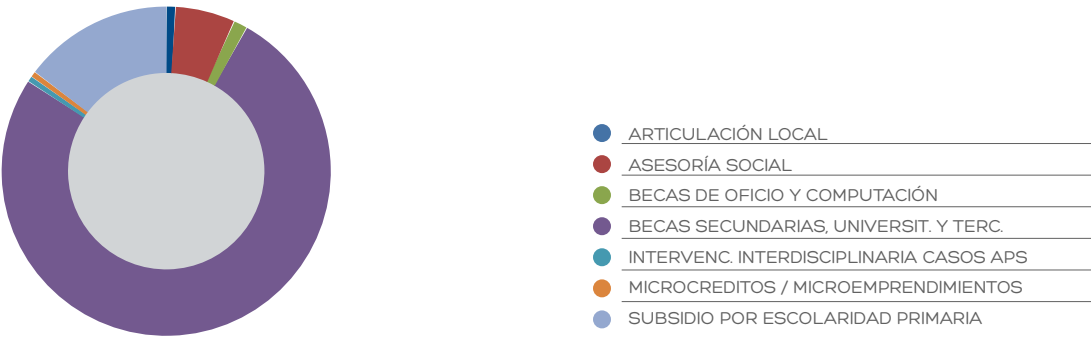 ARTICULACIÓN LOCAL
ASESORÍA SOCIAL
BECAS DE OFICIO Y COMPUTACIÓN
BECAS SECUNDARIAS, UNIVERSIT. Y TERC.
INTERVENC. INTERDISCIPLINARIA CASOS APS
MICROCREDITOS / MICROEMPRENDIMIENTOS
SUBSIDIO POR ESCOLARIDAD PRIMARIA